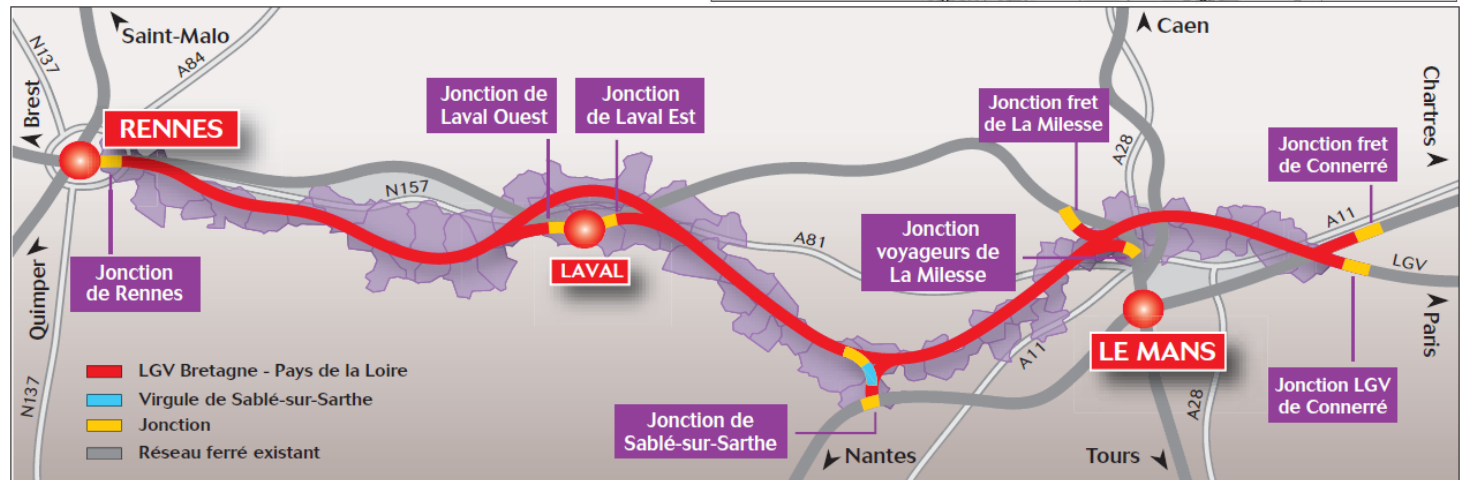 Saint-Malo
N137
A84
Brest
RENNES
Jonction de
Laval Ouest
Jonction
de Laval Est
Caen
Jonction fret
de La Milesse
A28
Chartres
Jonction fret
de Connerré
N157
A11
A81
Jonction
voyageurs de
La Milesse
LGV
Jonction
de Rennes
LAVAL
Quimper
Paris
LE MANS
A11
LGV Bretagne - Pays de la Loire
Virgule de Sablé-sur-Sarthe
Jonction
Réseau ferré existant
N137
Jonction de
Sablé-sur-Sarthe
Jonction LGV
de Connerré
A28
Nantes
Tours